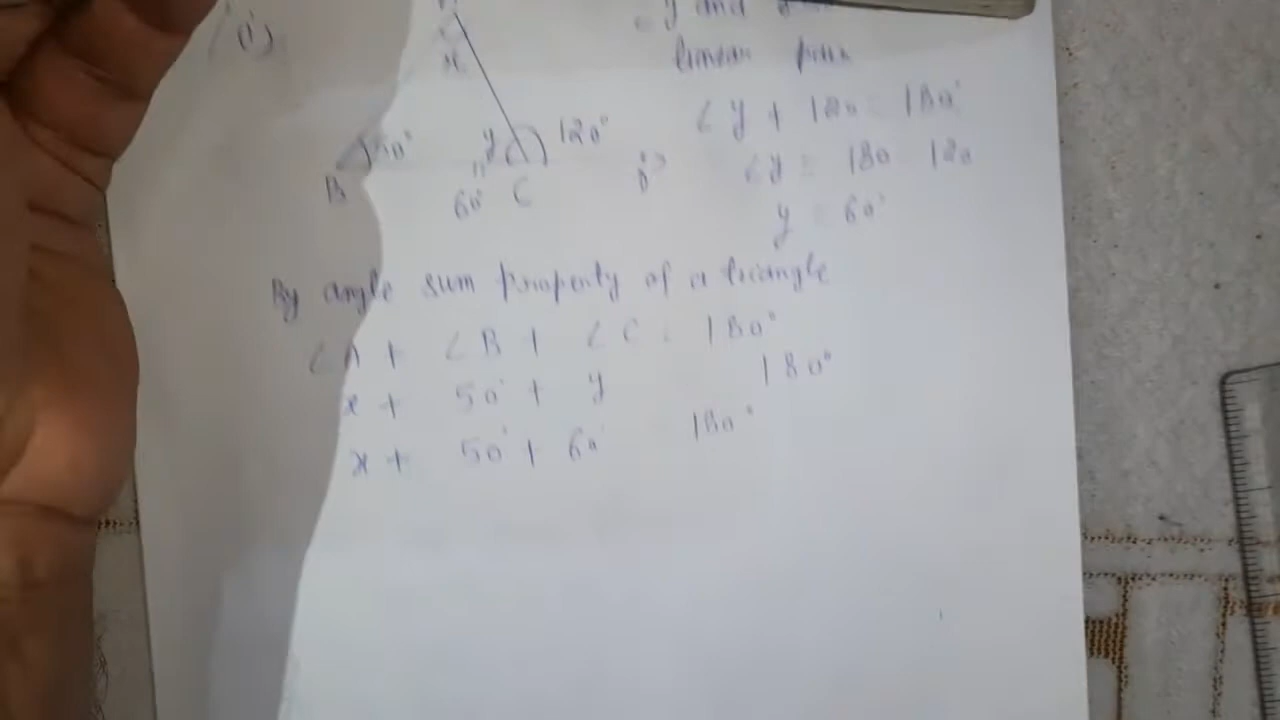 (i)
y and
linear pair
x
∠y + 120 = 180°
50° y 120°
∠y = 180 120
B 60° C D
y = 60°
By angle sum property of a triangle
∠A + ∠B + ∠C = 180°
x + 50° + y 180°
x + 50° + 60° 180°